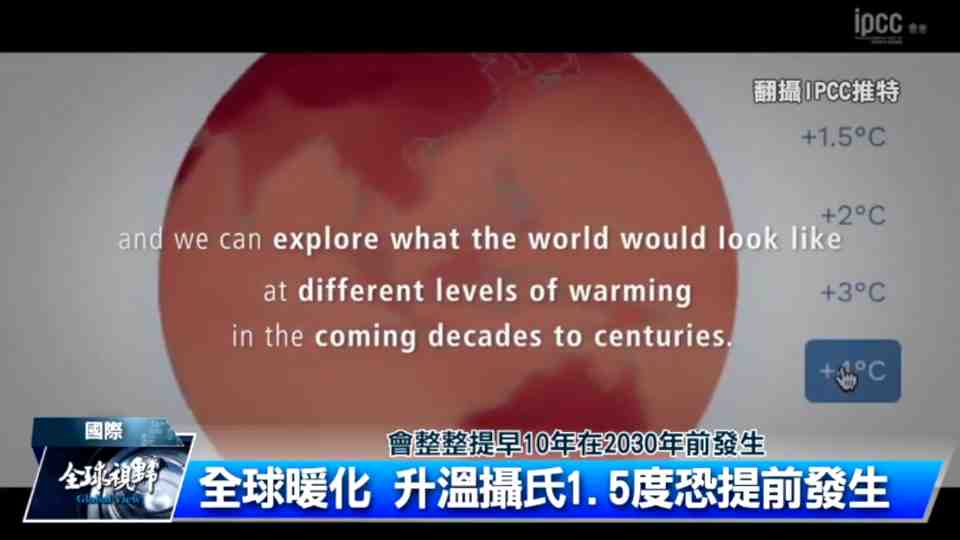 ipcc
翻攝IPCC推特
+1.5°C
+2°C
+3°C
+4°C
and we can explore what the world would look like
at different levels of warming
in the coming decades to centuries.
國際
會整整提早10年在2030年前發生
全球視野
Global View
全球暖化 升溫攝氏1.5度恐提前發生